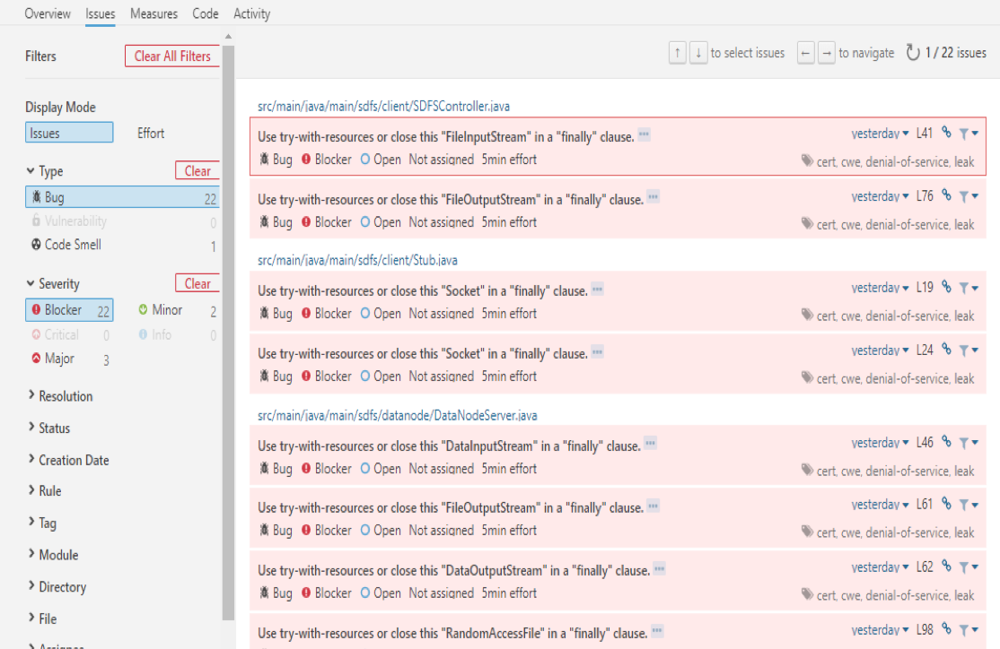 Overview Issues Measures Code Activity
Filters Clear All Filters
↑ ↓ to select issues ← → to navigate 1 / 22 issues
Display Mode
Issues Effort
Type Clear
Bug 22
Vulnerability 0
Code Smell 1
Severity Clear
Blocker 22 Minor 2
Critical 0 Info 0
Major 3
Resolution
Status
Creation Date
Rule
Tag
Module
Directory
File
Assignee
src/main/java/main/sdfs/client/SDFSController.java
Use try-with-resources or close this "FileInputStream" in a "finally" clause. ••• yesterday L41
Bug Blocker Open Not assigned 5min effort cert, cwe, denial-of-service, leak
Use try-with-resources or close this "FileOutputStream" in a "finally" clause. ••• yesterday L76
Bug Blocker Open Not assigned 5min effort cert, cwe, denial-of-service, leak
src/main/java/main/sdfs/client/Stub.java
Use try-with-resources or close this "Socket" in a "finally" clause. ••• yesterday L19
Bug Blocker Open Not assigned 5min effort cert, cwe, denial-of-service, leak
Use try-with-resources or close this "Socket" in a "finally" clause. ••• yesterday L24
Bug Blocker Open Not assigned 5min effort cert, cwe, denial-of-service, leak
src/main/java/main/sdfs/datanode/DataNodeServer.java
Use try-with-resources or close this "DataInputStream" in a "finally" clause. ••• yesterday L46
Bug Blocker Open Not assigned 5min effort cert, cwe, denial-of-service, leak
Use try-with-resources or close this "FileOutputStream" in a "finally" clause. ••• yesterday L61
Bug Blocker Open Not assigned 5min effort cert, cwe, denial-of-service, leak
Use try-with-resources or close this "DataOutputStream" in a "finally" clause. ••• yesterday L62
Bug Blocker Open Not assigned 5min effort cert, cwe, denial-of-service, leak
Use try-with-resources or close this "RandomAccessFile" in a "finally" clause. ••• yesterday L98